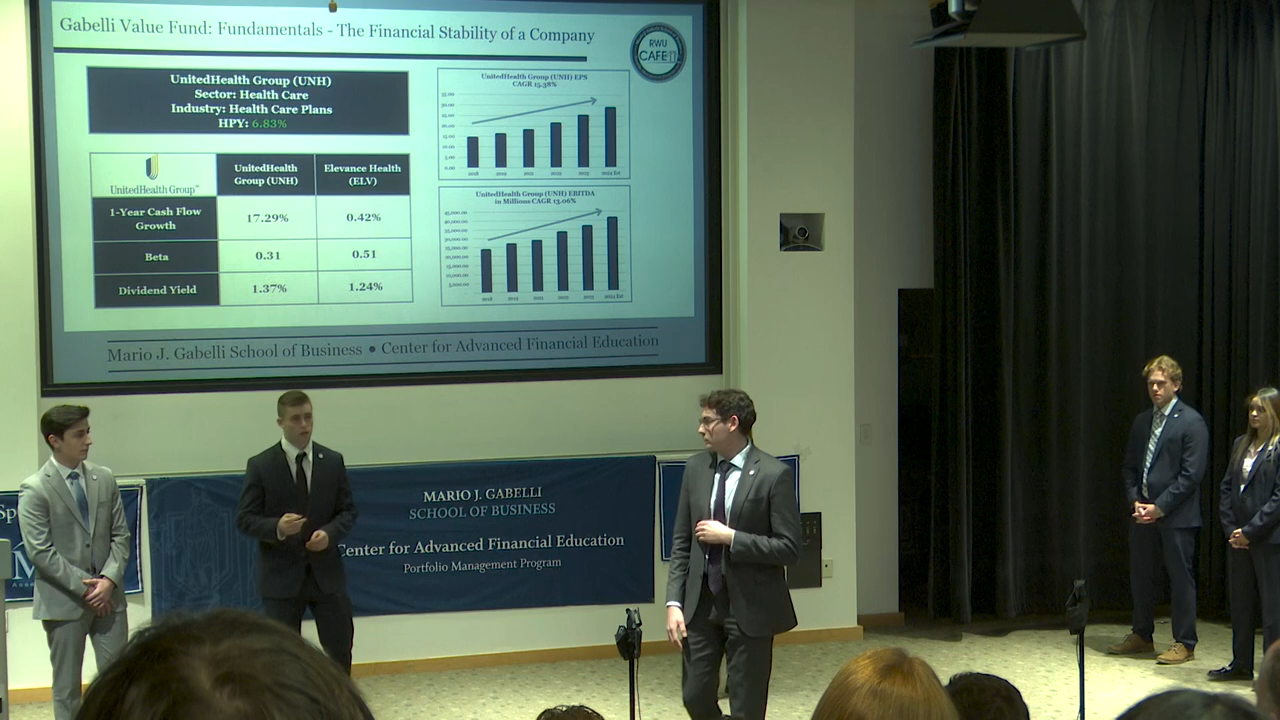 Gabelli Value Fund: Fundamentals - The Financial Stability of a Company
RWU
CAFE
UnitedHealth Group (UNH)
Sector: Health Care
Industry: Health Care Plans
HPY: 6.83%
UnitedHealth Group
UnitedHealth Group (UNH)
Elevance Health (ELV)
1-Year Cash Flow Growth
17.29%
0.42%
Beta
0.31
0.51
Dividend Yield
1.37%
1.24%
UnitedHealth Group (UNH) EPS
CAGR 15.38%
UnitedHealth Group (UNH) EBITDA
in Millions CAGR 13.06%
Mario J. Gabelli School of Business • Center for Advanced Financial Education
MARIO J. GABELLI
SCHOOL OF BUSINESS
Center for Advanced Financial Education
Portfolio Management Program